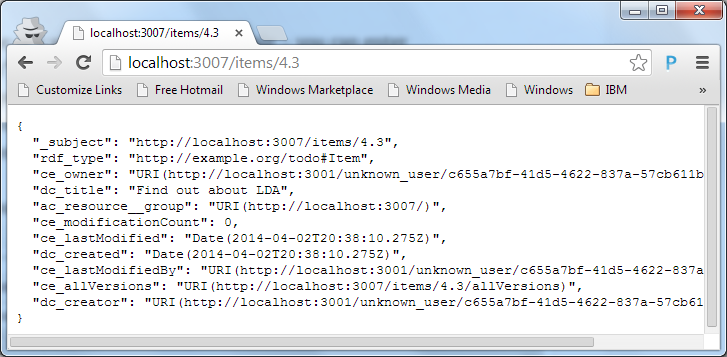 localhost:3007/items/4.3
localhost:3007/items/4.3
P
Customize Links Free Hotmail Windows Marketplace Windows Media Windows IBM »
{
"_subject": "http://localhost:3007/items/4.3",
"rdf_type": "http://example.org/todo#Item",
"ce_owner": "URI(http://localhost:3001/unknown_user/c655a7bf-41d5-4622-837a-57cb611b
"dc_title": "Find out about LDA",
"ac_resource__group": "URI(http://localhost:3007/)",
"ce_modificationCount": 0,
"ce_lastModified": "Date(2014-04-02T20:38:10.275Z)",
"dc_created": "Date(2014-04-02T20:38:10.275Z)",
"ce_lastModifiedBy": "URI(http://localhost:3001/unknown_user/c655a7bf-41d5-4622-837a
"ce_allVersions": "URI(http://localhost:3007/items/4.3/allVersions)",
"dc_creator": "URI(http://localhost:3001/unknown_user/c655a7bf-41d5-4622-837a-57cb61
}